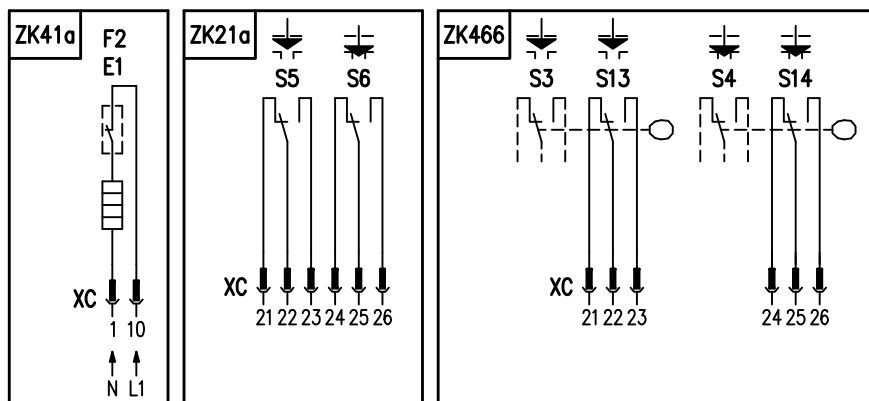 ZK41a
F2
E1
XC
1 10
N L1
ZK21a
S5 S6
XC
21 22 23 24 25 26
ZK466
S3 S13 S4 S14
XC
21 22 23 24 25 26